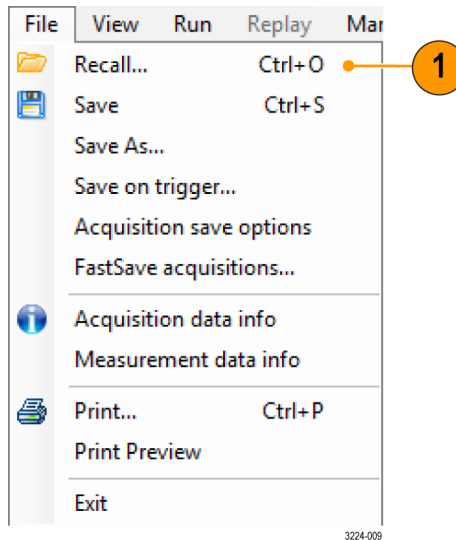 File View Run Replay Mar
Recall... Ctrl+O 1
Save Ctrl+S
Save As...
Save on trigger...
Acquisition save options
FastSave acquisitions...
Acquisition data info
Measurement data info
Print... Ctrl+P
Print Preview
Exit
3224-009